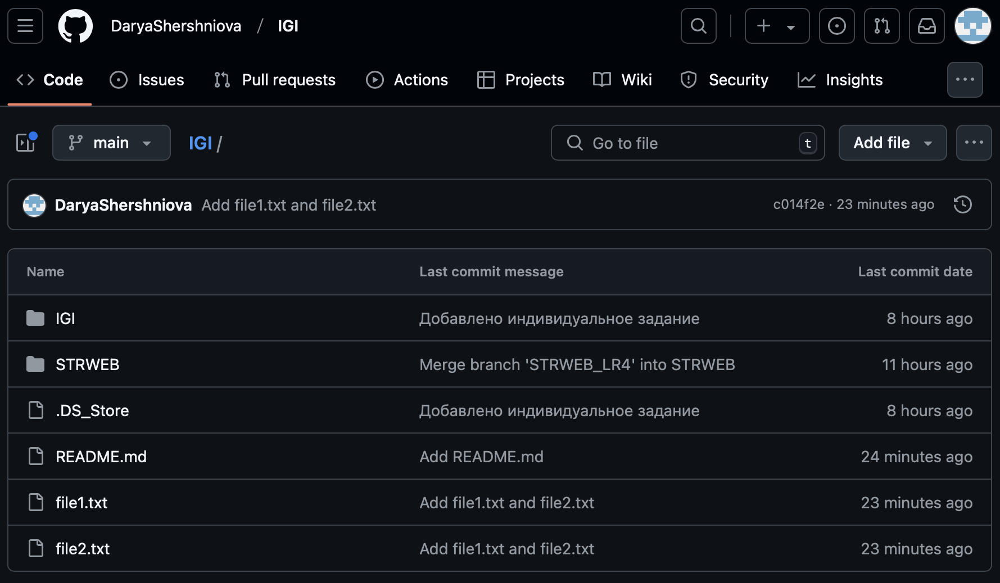 DaryaShershniova / IGI
Code Issues Pull requests Actions Projects Wiki Security Insights
main IGI / Go to file t Add file
DaryaShershniova Add file1.txt and file2.txt c014f2e · 23 minutes ago
Name Last commit message Last commit date
IGI Добавлено индивидуальное задание 8 hours ago
STRWEB Merge branch 'STRWEB_LR4' into STRWEB 11 hours ago
.DS_Store Добавлено индивидуальное задание 8 hours ago
README.md Add README.md 24 minutes ago
file1.txt Add file1.txt and file2.txt 23 minutes ago
file2.txt Add file1.txt and file2.txt 23 minutes ago